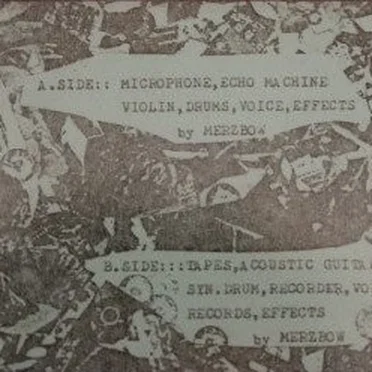 A.SIDE:: MICROPHONE,ECHO MACHINE
VIOLIN,DRUMS,VOICE,EFFECTS
by MERZBOW
B.SIDE:::TAPES,ACOUSTIC
SYN.DRUM,RECORDER,
RECORDS,EFFECTS
by MERZBOW